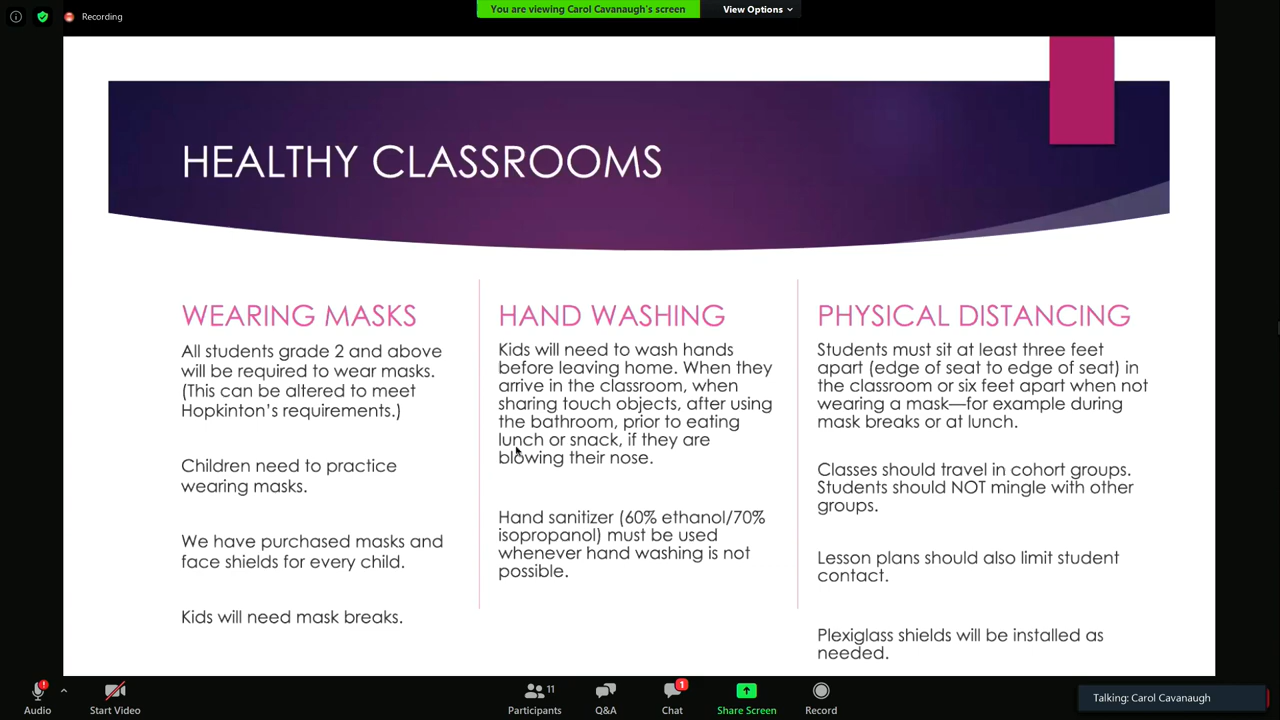 Recording
You are viewing Carol Cavanaugh's screen
View Options
HEALTHY CLASSROOMS
WEARING MASKS
All students grade 2 and above
will be required to wear masks.
(This can be altered to meet
Hopkinton's requirements.)
Children need to practice
wearing masks.
We have purchased masks and
face shields for every child.
Kids will need mask breaks.
HAND WASHING
Kids will need to wash hands
before leaving home. When they
arrive in the classroom, when
sharing touch objects, after using
the bathroom, prior to eating
lunch or snack, if they are
blowing their nose.
Hand sanitizer (60% ethanol/70%
isopropanol) must be used
whenever hand washing is not
possible.
PHYSICAL DISTANCING
Students must sit at least three feet
apart (edge of seat to edge of seat) in
the classroom or six feet apart when not
wearing a mask—for example during
mask breaks or at lunch.
Classes should travel in cohort groups.
Students should NOT mingle with other
groups.
Lesson plans should also limit student
contact.
Plexiglass shields will be installed as
needed.
Audio
Start Video
11
Participants
Q&A
1
Chat
Share Screen
Record
Talking: Carol Cavanaugh